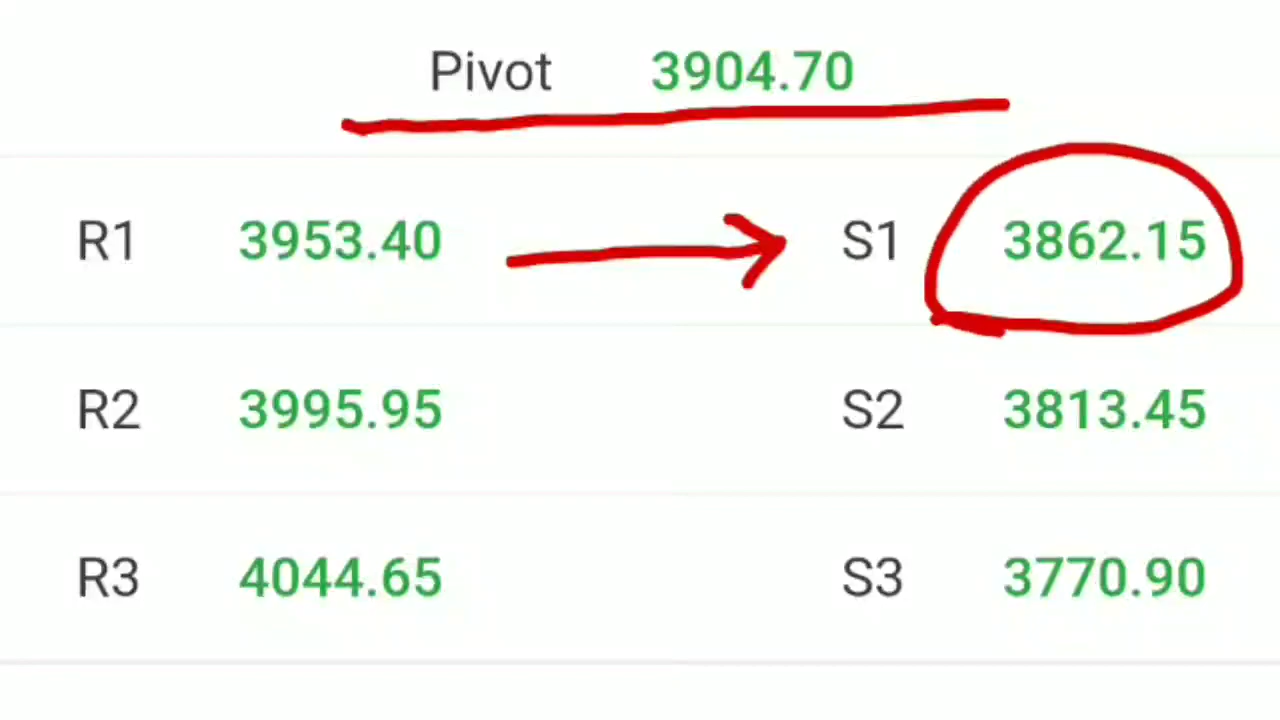 Pivot 3904.70
R1 3953.40 S1 3862.15
R2 3995.95 S2 3813.45
R3 4044.65 S3 3770.90